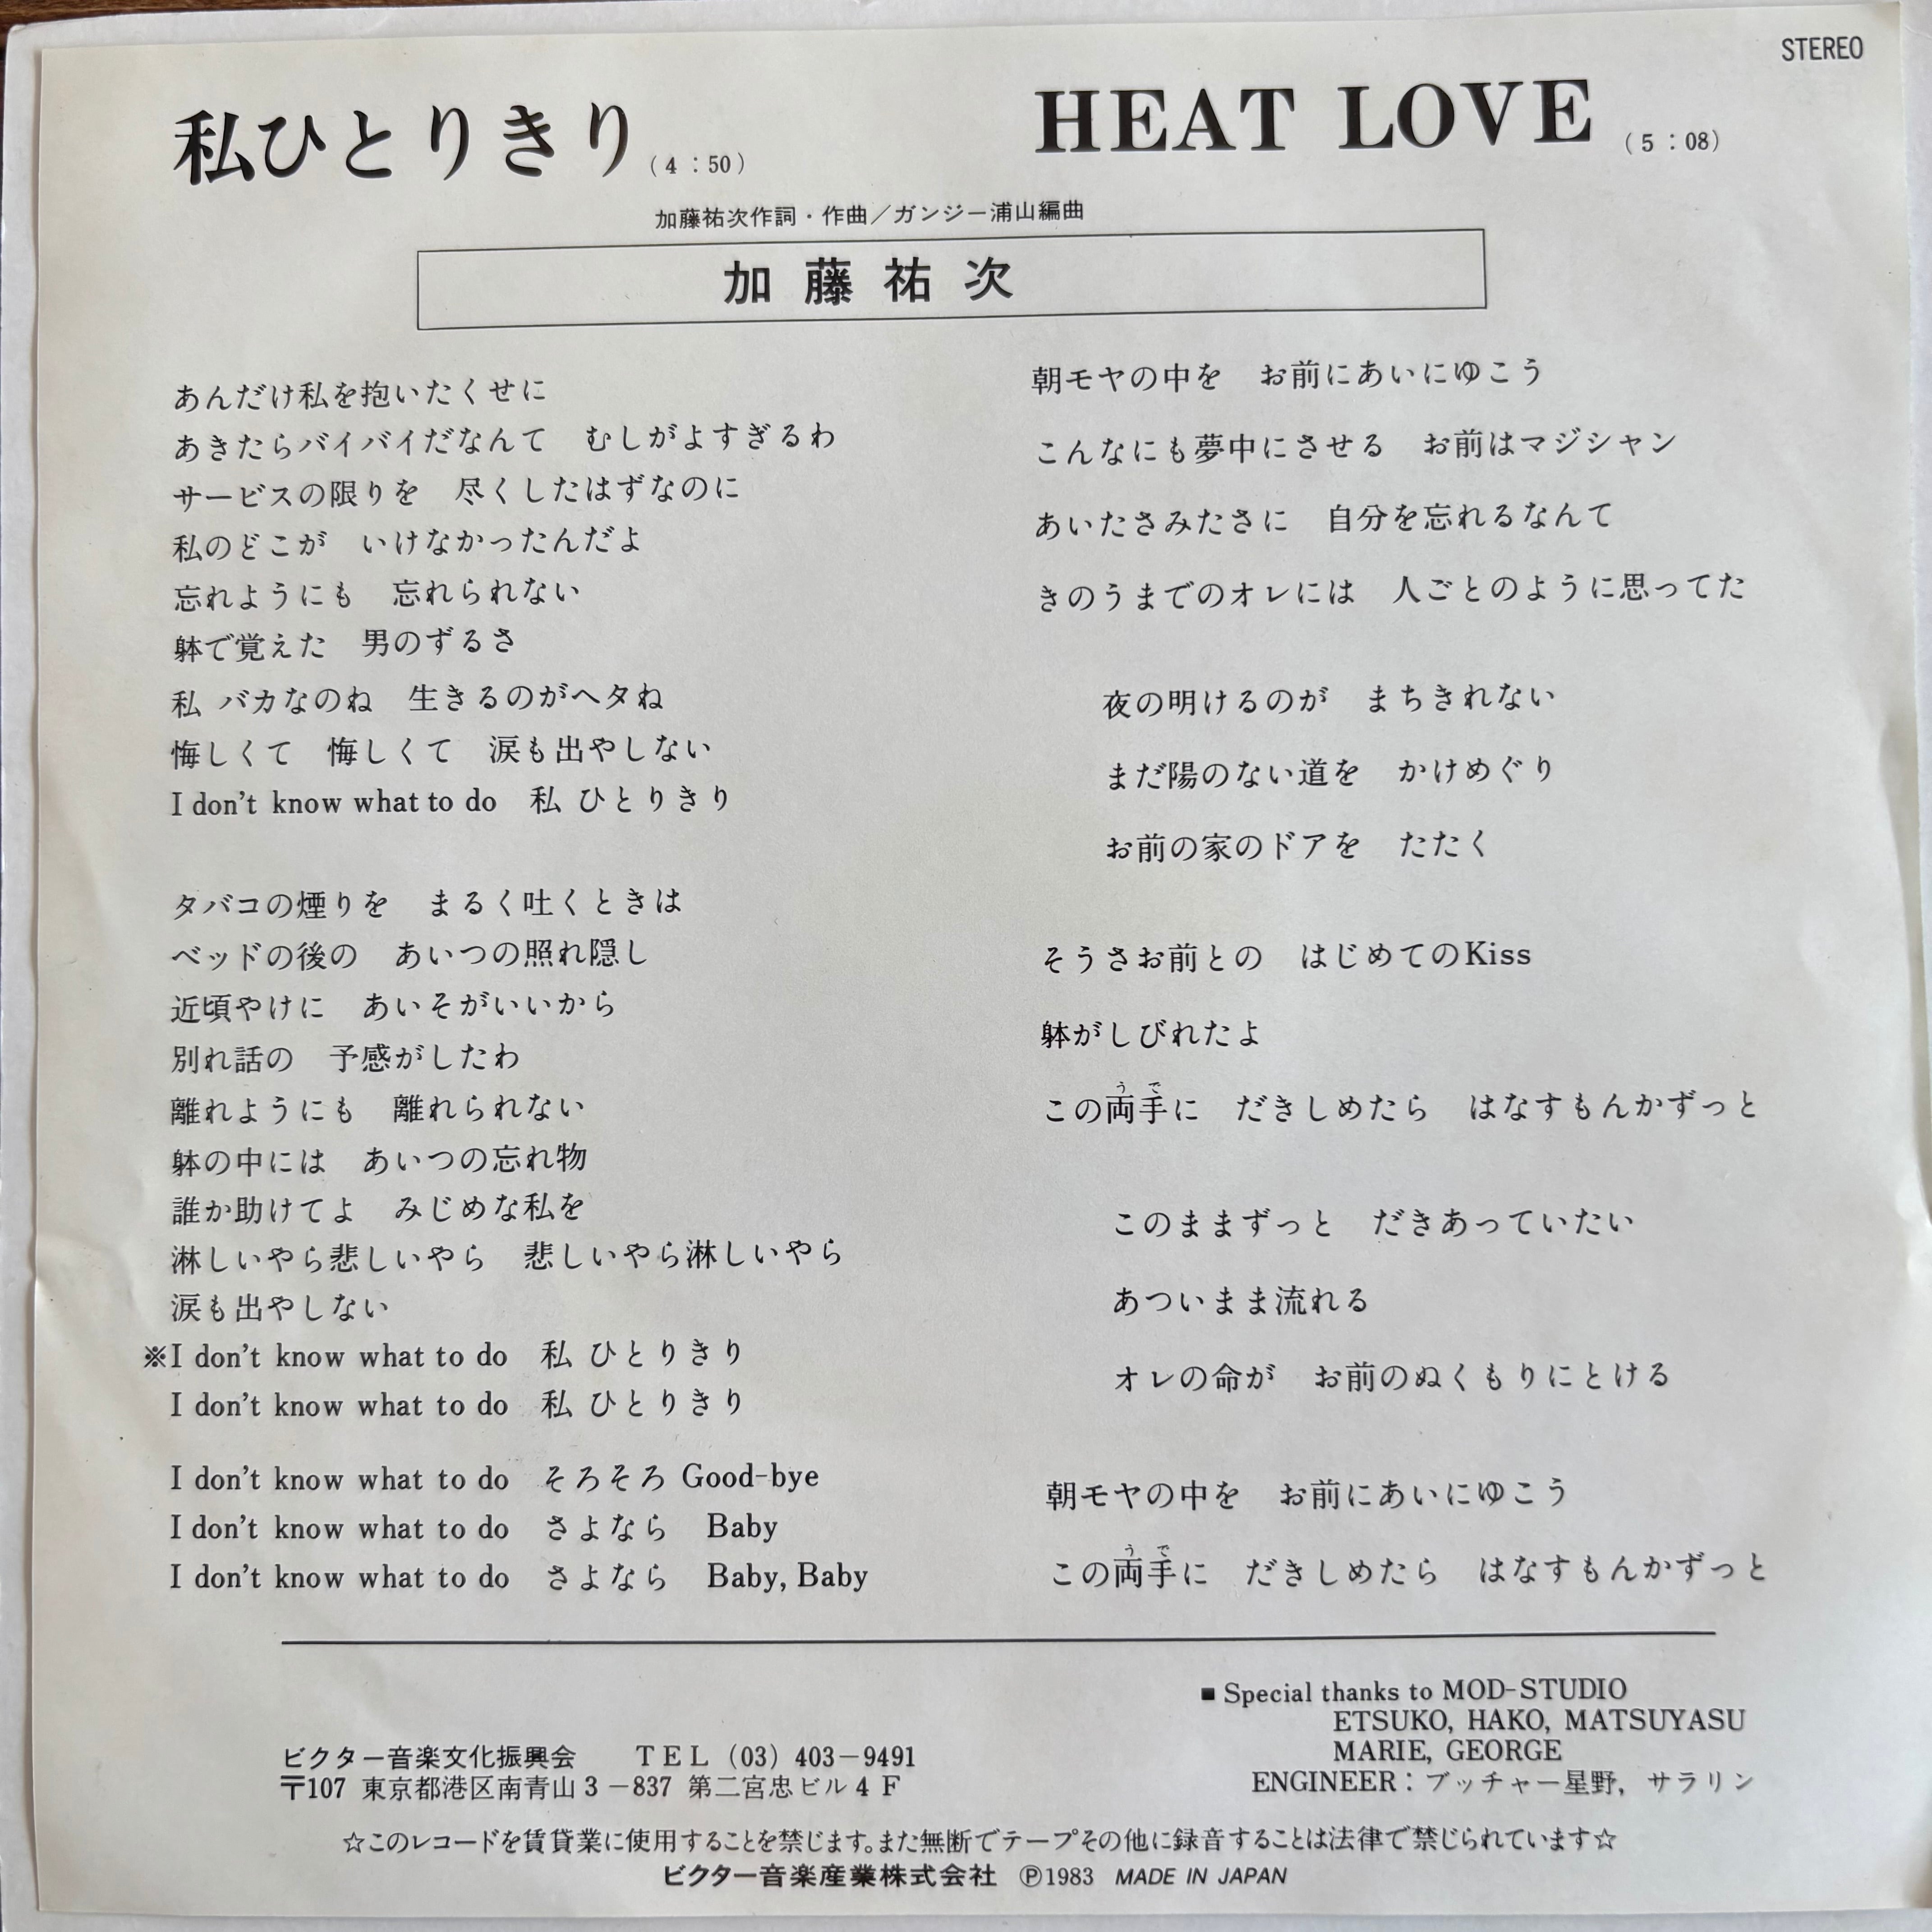 STEREO
私ひとりきり(4:50)
HEAT LOVE(5:08)
加藤祐次作詞・作曲／ガンジー浦山編曲
加藤祐次
あんだけ私を抱いたくせに
あきたらバイバイだなんて　むしがよすぎるわ
サービスの限りを　尽くしたはずなのに
私のどこが　いけなかったんだよ
忘れようにも　忘れられない
躰で覚えた　男のずるさ
私 バカなのね　生きるのがヘタね
悔しくて　悔しくて　涙も出やしない
I don't know what to do　私 ひとりきり
タバコの煙りを　まるく吐くときは
ベッドの後の　あいつの照れ隠し
近頃やけに　あいそがいいから
別れ話の　予感がしたわ
離れようにも　離れられない
躰の中には　あいつの忘れ物
誰か助けてよ　みじめな私を
淋しいやら悲しいやら　悲しいやら淋しいやら
涙も出やしない
※I don't know what to do　私 ひとりきり
I don't know what to do　私 ひとりきり
I don't know what to do　そろそろ Good-bye
I don't know what to do　さよなら　Baby
I don't know what to do　さよなら　Baby, Baby
朝モヤの中を　お前にあいにゆこう
こんなにも夢中にさせる　お前はマジシャン
あいたさみたさに　自分を忘れるなんて
きのうまでのオレには　人ごとのように思ってた
夜の明けるのが　まちきれない
まだ陽のない道を　かけめぐり
お前の家のドアを　たたく
そうさお前との　はじめてのKiss
躰がしびれたよ
うで
この両手に　だきしめたら　はなすもんかずっと
このままずっと　だきあっていたい
あついまま流れる
オレの命が　お前のぬくもりにとける
朝モヤの中を　お前にあいにゆこう
うで
この両手に　だきしめたら　はなすもんかずっと
■Special thanks to MOD-STUDIO
ETSUKO, HAKO, MATSUYASU
MARIE, GEORGE
ENGINEER：ブッチャー星野, サラリン
ビクター音楽文化振興会　TEL (03) 403-9491
〒107 東京都港区南青山3-837 第二宮忠ビル4F
☆このレコードを賃貸業に使用することを禁じます。また無断でテープその他に録音することは法律で禁じられています☆
ビクター音楽産業株式会社 Ⓟ1983 MADE IN JAPAN